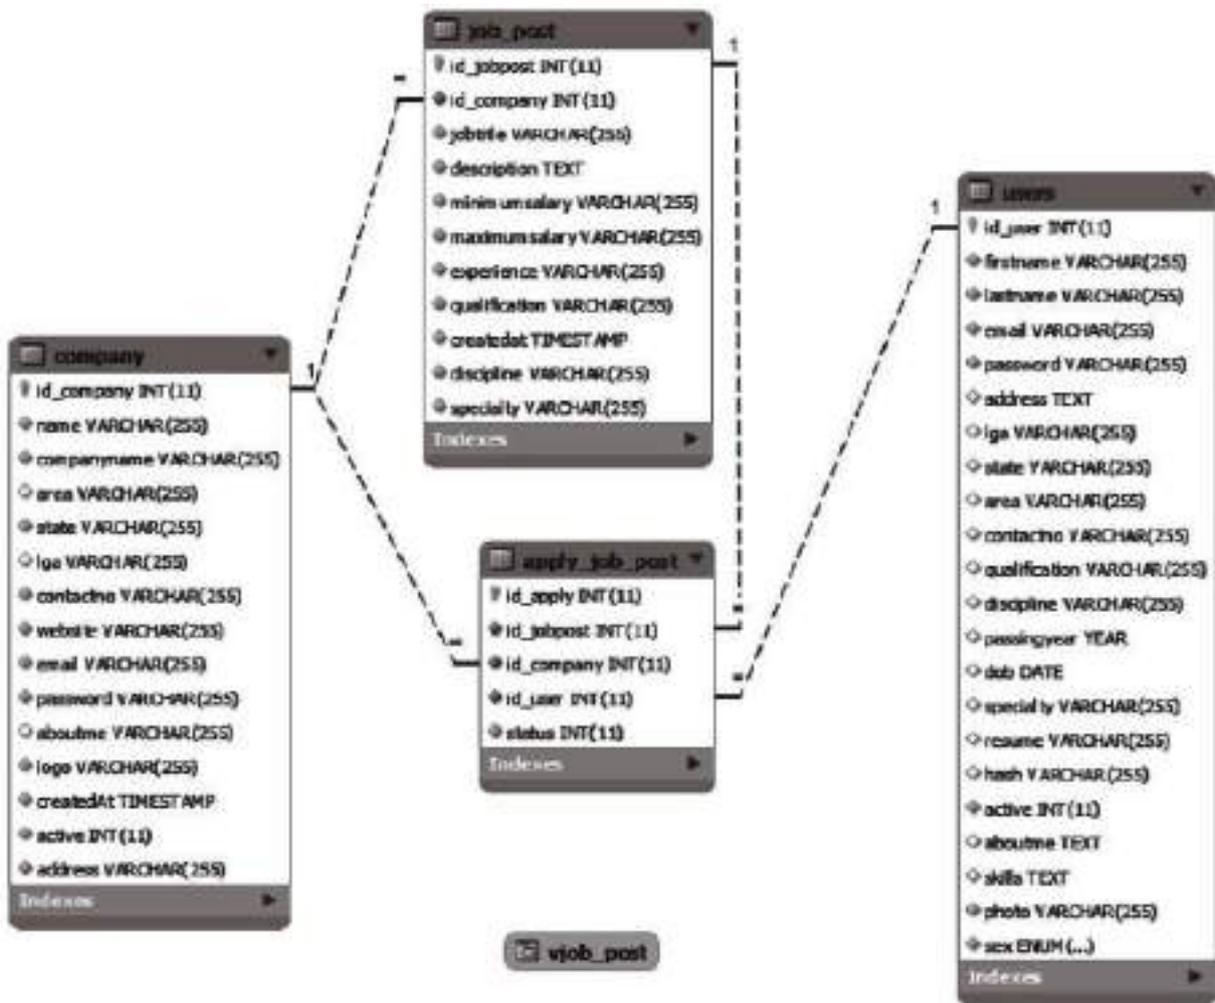 job_post
id_jobpost INT(11)
id_company INT(11)
jobtitle VARCHAR(255)
description TEXT
minimumsalary VARCHAR(255)
maximumsalary VARCHAR(255)
experience VARCHAR(255)
qualification VARCHAR(255)
createdat TIMESTAMP
discipline VARCHAR(255)
specialty VARCHAR(255)
Indexes
1
1
1
company
id_company INT(11)
name VARCHAR(255)
companyname VARCHAR(255)
area VARCHAR(255)
state VARCHAR(255)
lga VARCHAR(255)
contactno VARCHAR(255)
website VARCHAR(255)
email VARCHAR(255)
password VARCHAR(255)
aboutme VARCHAR(255)
logo VARCHAR(255)
createdAt TIMESTAMP
active INT(11)
address VARCHAR(255)
Indexes
apply_job_post
id_apply INT(11)
id_jobpost INT(11)
id_company INT(11)
id_user INT(11)
status INT(11)
Indexes
users
id_user INT(11)
firstname VARCHAR(255)
lastname VARCHAR(255)
email VARCHAR(255)
password VARCHAR(255)
address TEXT
lga VARCHAR(255)
state VARCHAR(255)
area VARCHAR(255)
contactno VARCHAR(255)
qualification VARCHAR(255)
discipline VARCHAR(255)
passingyear YEAR
dob DATE
specialty VARCHAR(255)
resume VARCHAR(255)
hash VARCHAR(255)
active INT(11)
aboutme TEXT
skills TEXT
photo VARCHAR(255)
sex ENUM(...)
Indexes
vjob_post